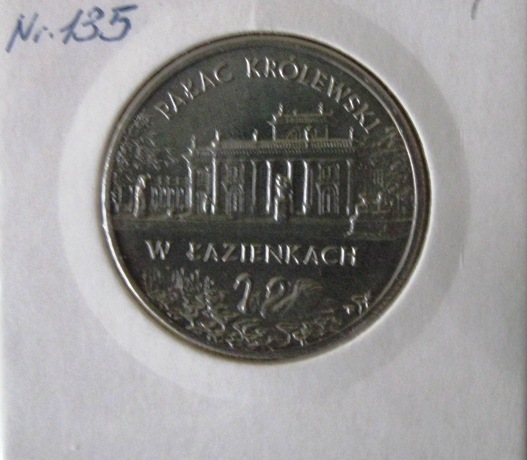 Nr. 135
PAŁAC KRÓLEWSKI
W ŁAZIENKACH